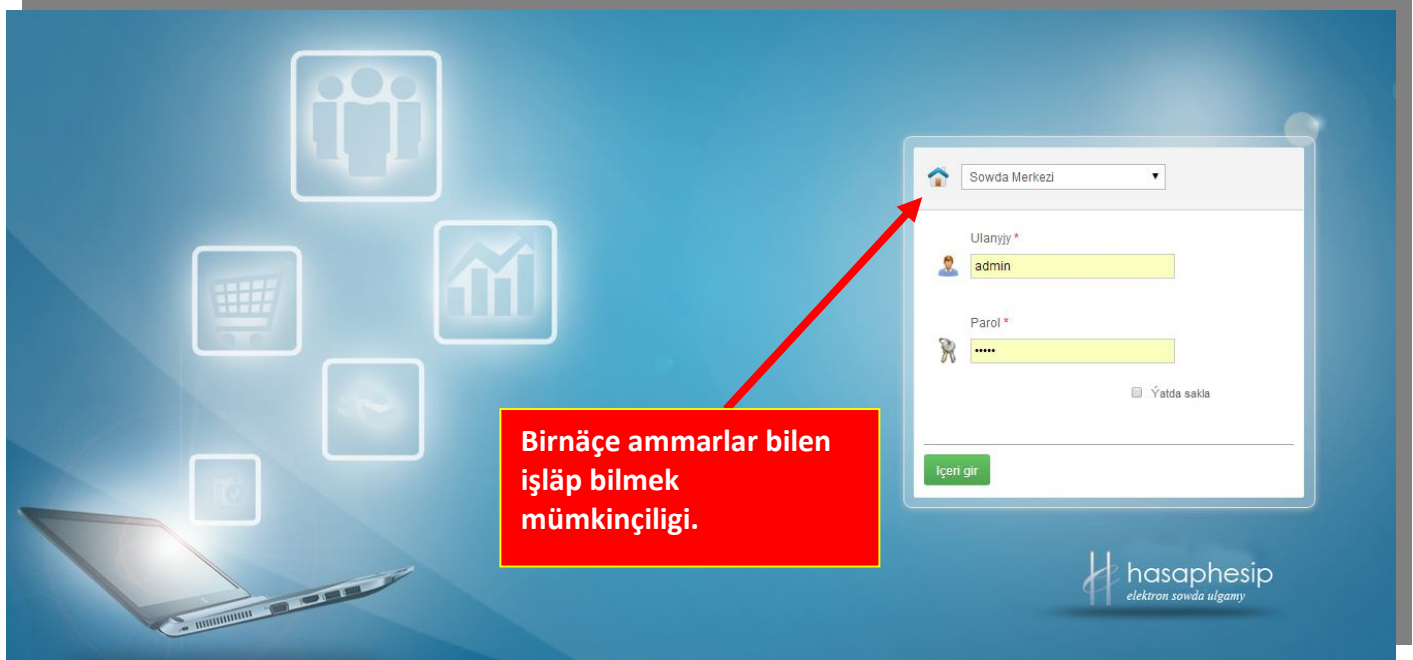 Sowda Merkezi
Ulanyjy *
admin
Parol *
•••••
Ýatda sakla
Içeri gir
Birnäçe ammarlar bilen
işläp bilmek
mümkinçiligi.
hasaphesip
elektron sowda ulgamy